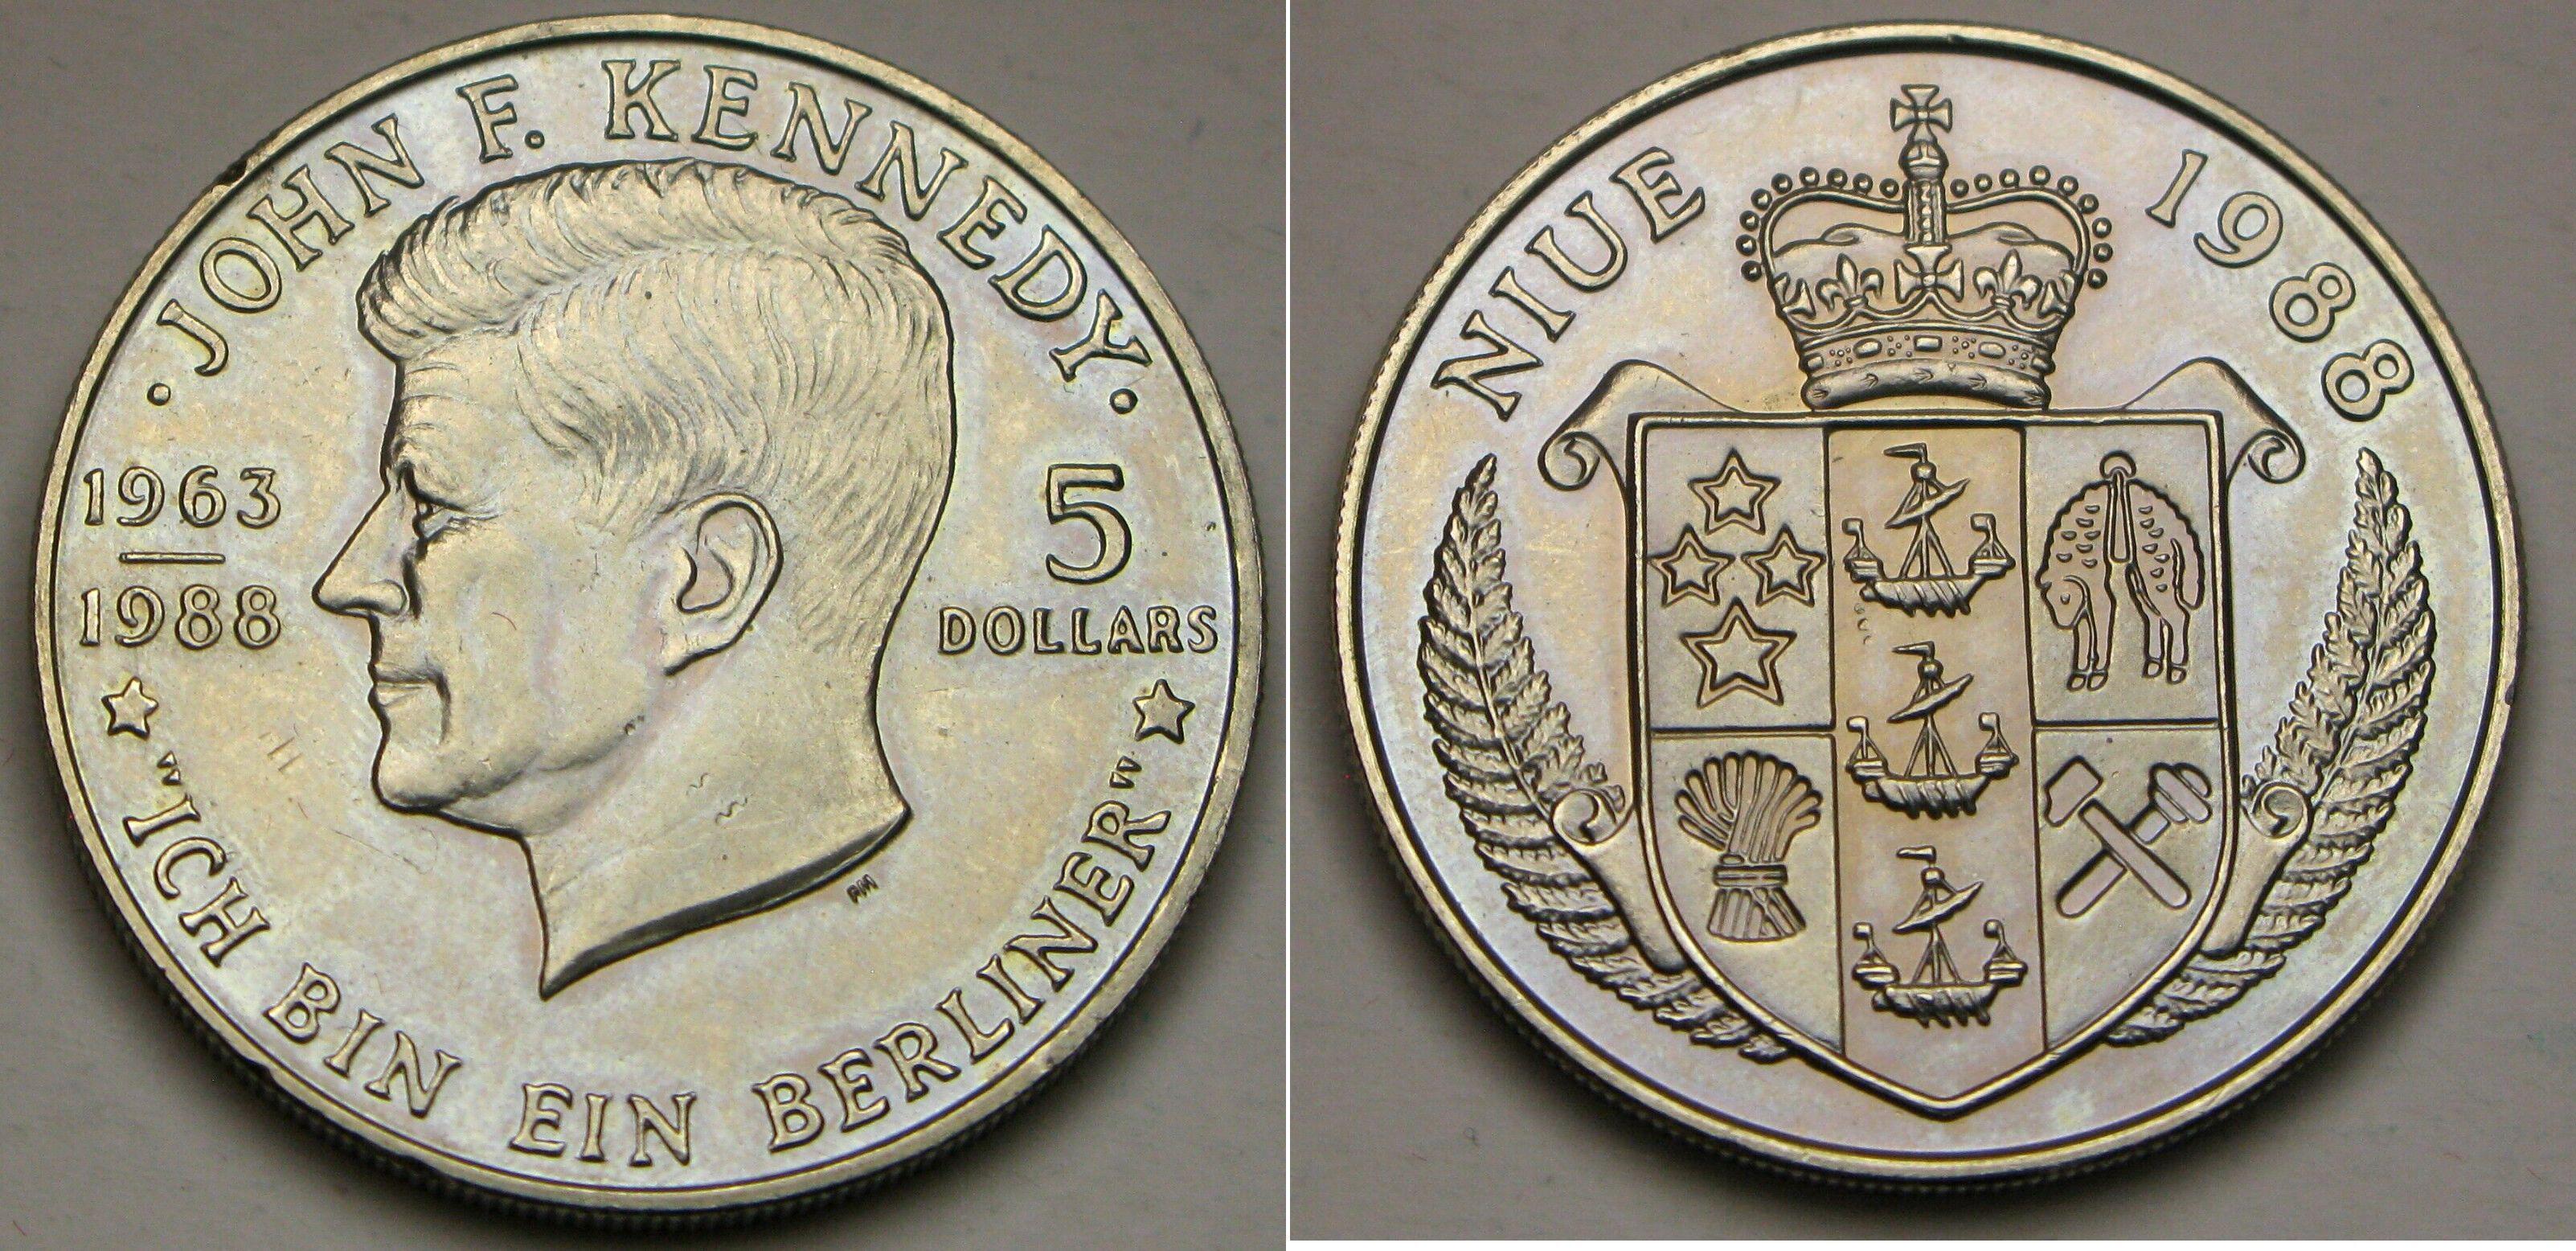 · JOHN F. KENNEDY ·
1963
1988
5
DOLLARS
"ICH BIN EIN BERLINER"
NIUE 1988